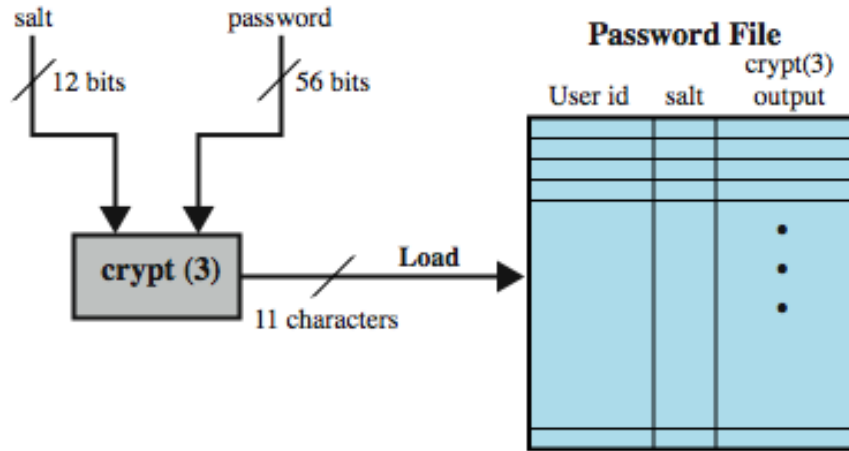 salt
password
12 bits
56 bits
crypt (3)
Load
11 characters
Password File
User id
salt
crypt(3)
output